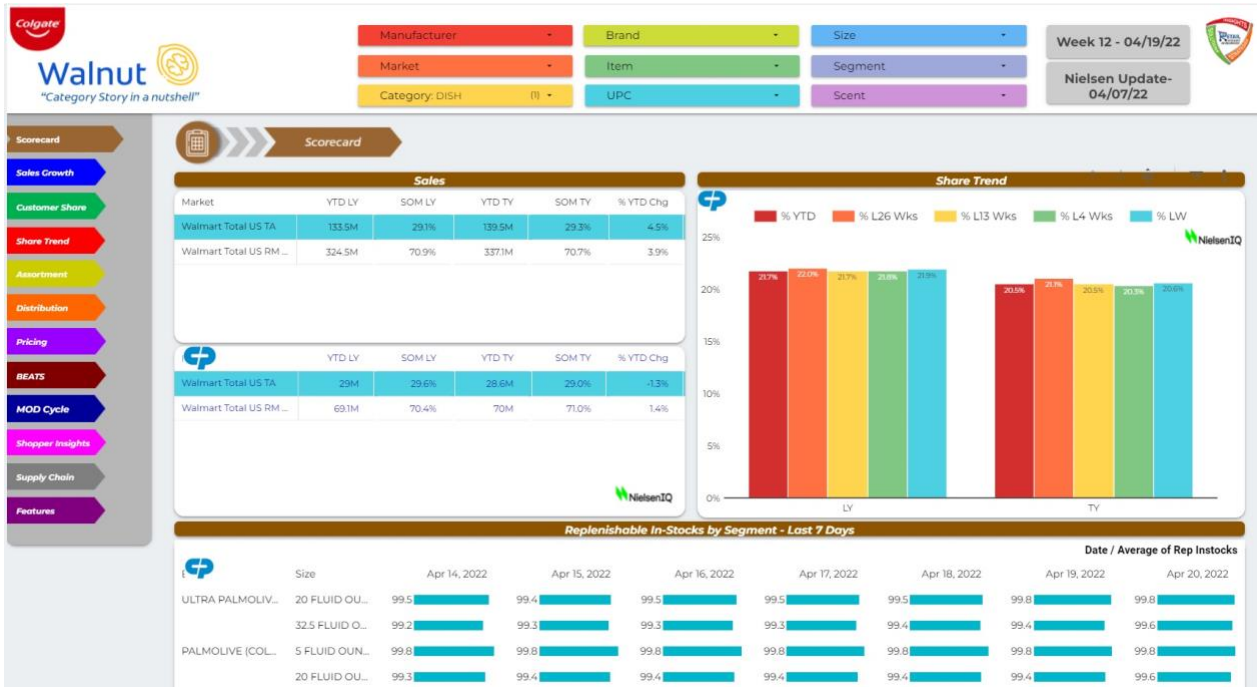 Colgate
Walnut
"Category Story in a nutshell"
Manufacturer
Brand
Size
Market
Item
Segment
Category: DISH (1)
UPC
Scent
Week 12 - 04/19/22
Nielsen Update-
04/07/22
INSIGHTS
Scorecard
Sales Growth
Customer Share
Share Trend
Assortment
Distribution
Pricing
BEATS
MOD Cycle
Shopper Insights
Supply Chain
Features
Scorecard
Sales
Market YTD LY SOM LY YTD TY SOM TY % YTD Chg
Walmart Total US TA 133.5M 29.1% 139.5M 29.3% 4.5%
Walmart Total US RM ... 324.5M 70.9% 337.1M 70.7% 3.9%
YTD LY SOM LY YTD TY SOM TY % YTD Chg
Walmart Total US TA 29M 29.6% 28.6M 29.0% -1.3%
Walmart Total US RM ... 69.1M 70.4% 70M 71.0% 1.4%
NielsenIQ
Share Trend
% YTD % L26 Wks % L13 Wks % L4 Wks % LW
NielsenIQ
25%
20%
15%
10%
5%
0%
21.7% 22.0% 21.7% 21.8% 21.9%
20.5% 21.1% 20.5% 20.3% 20.6%
LY TY
Replenishable In-Stocks by Segment - Last 7 Days
Date / Average of Rep Instocks
Size Apr 14, 2022 Apr 15, 2022 Apr 16, 2022 Apr 17, 2022 Apr 18, 2022 Apr 19, 2022 Apr 20, 2022
ULTRA PALMOLIV... 20 FLUID OU... 99.5 99.4 99.5 99.5 99.5 99.8 99.8
32.5 FLUID O... 99.2 99.3 99.3 99.3 99.4 99.4 99.6
PALMOLIVE (COL... 5 FLUID OUN... 99.8 99.8 99.8 99.8 99.8 99.8 99.8
20 FLUID OU... 99.3 99.4 99.4 99.4 99.4 99.4 99.6